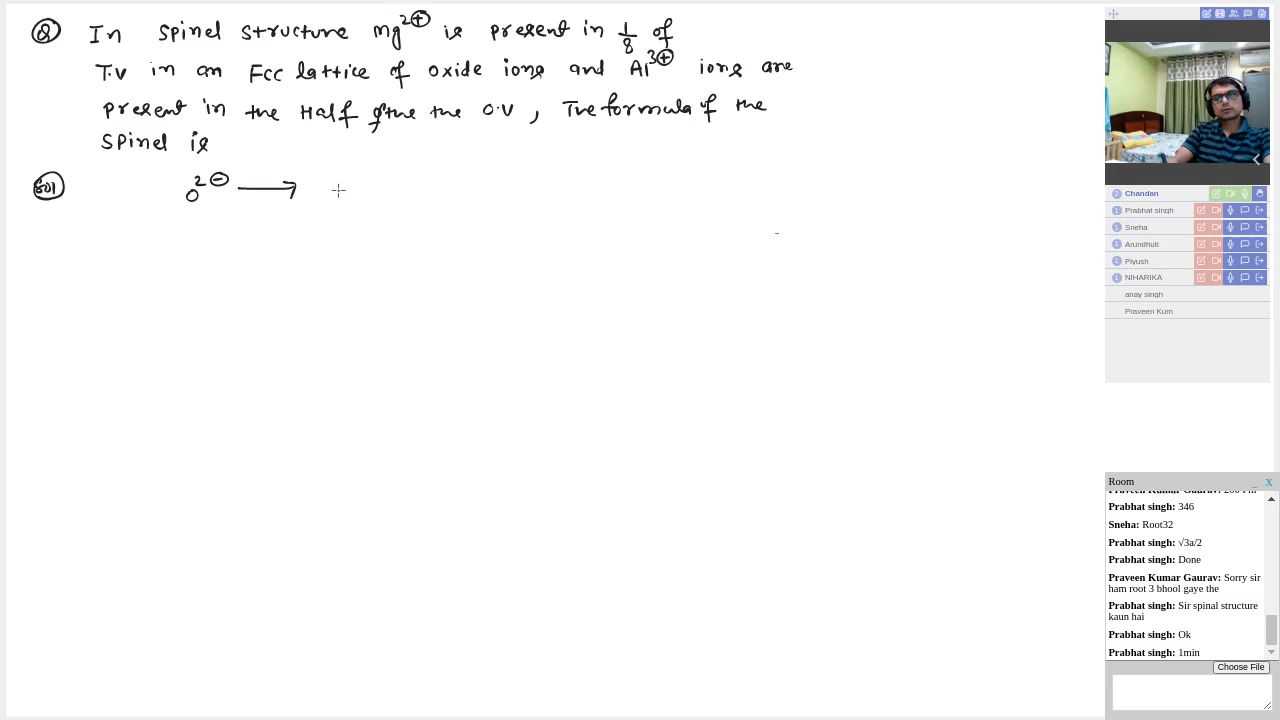 Q In Spinel Structure Mg2⊕ is present in 1/8 of
T.V in an Fcc lattice of oxide ions and Al3⊕ ions are
present in the Half of the the O.V , The formula of the
Spinel is
Sol O2⊖ ⟶
Chandan
Prabhat singh
Sneha
Arundhuti
Piyush
NIHARIKA
anay singh
Praveen Kum
Room _ X
Prabhat singh: 346
Sneha: Root32
Prabhat singh: √3a/2
Prabhat singh: Done
Praveen Kumar Gaurav: Sorry sir
ham root 3 bhool gaye the
Prabhat singh: Sir spinal structure
kaun hai
Prabhat singh: Ok
Prabhat singh: 1min
Choose File